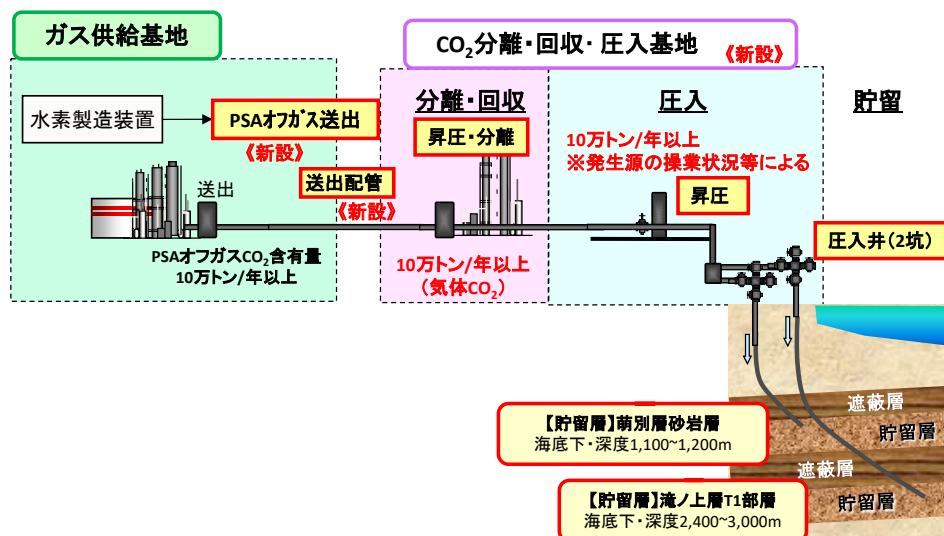 ガス供給基地
CO₂分離・回収・圧入基地
《新設》
水素製造装置
PSAオフガス送出
《新設》
分離・回収
昇圧・分離
圧入
貯留
10万トン/年以上
※発生源の操業状況等による
送出
送出配管
《新設》
昇圧
PSAオフガスCO₂含有量
10万トン/年以上
10万トン/年以上
(気体CO₂)
圧入井(2坑)
遮蔽層
【貯留層】萌別層砂岩層
海底下・深度1,100~1,200m
貯留層
遮蔽層
【貯留層】滝ノ上層T1部層
海底下・深度2,400~3,000m
貯留層